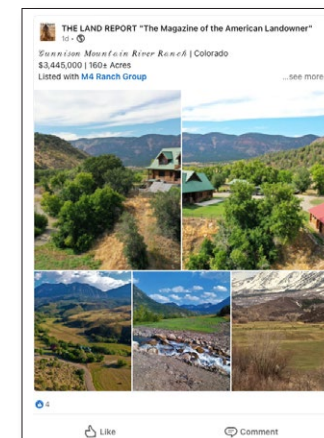 THE LAND REPORT "The Magazine of the American Landowner"
1d •
Gunnison Mountain River Ranch | Colorado
$3,445,000 | 160± Acres
Listed with M4 Ranch Group
...see more
4
Like
Comment